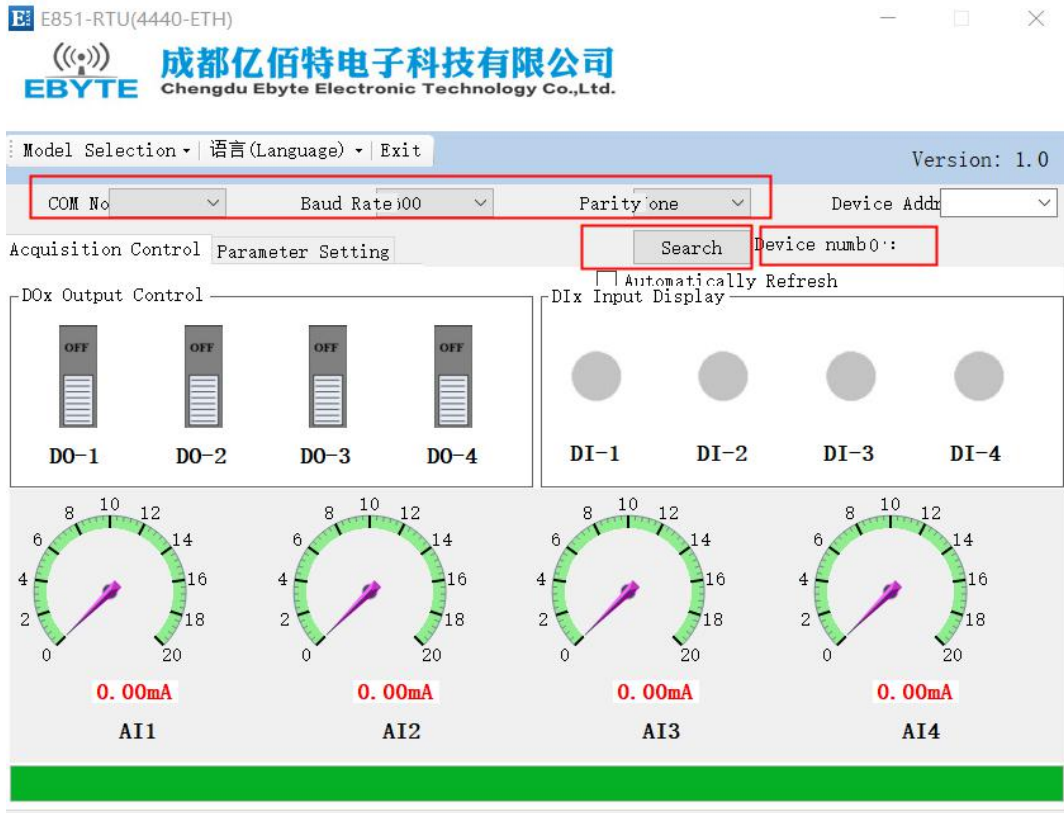 E851-RTU(4440-ETH)
EBYTE
成都亿佰特电子科技有限公司
Chengdu Ebyte Electronic Technology Co.,Ltd.
Model Selection 语言(Language) Exit
Version: 1.0
COM No Baud Rate 00 Parity one Device Addr
Acquisition Control Parameter Setting Search Device numb0 :
Automatically Refresh
DOx Output Control DIx Input Display
OFF OFF OFF OFF
DO-1 DO-2 DO-3 DO-4 DI-1 DI-2 DI-3 DI-4
0 2 4 6 8 10 12 14 16 18 20
0 2 4 6 8 10 12 14 16 18 20
0 2 4 6 8 10 12 14 16 18 20
0 2 4 6 8 10 12 14 16 18 20
0.00mA 0.00mA 0.00mA 0.00mA
AI1 AI2 AI3 AI4